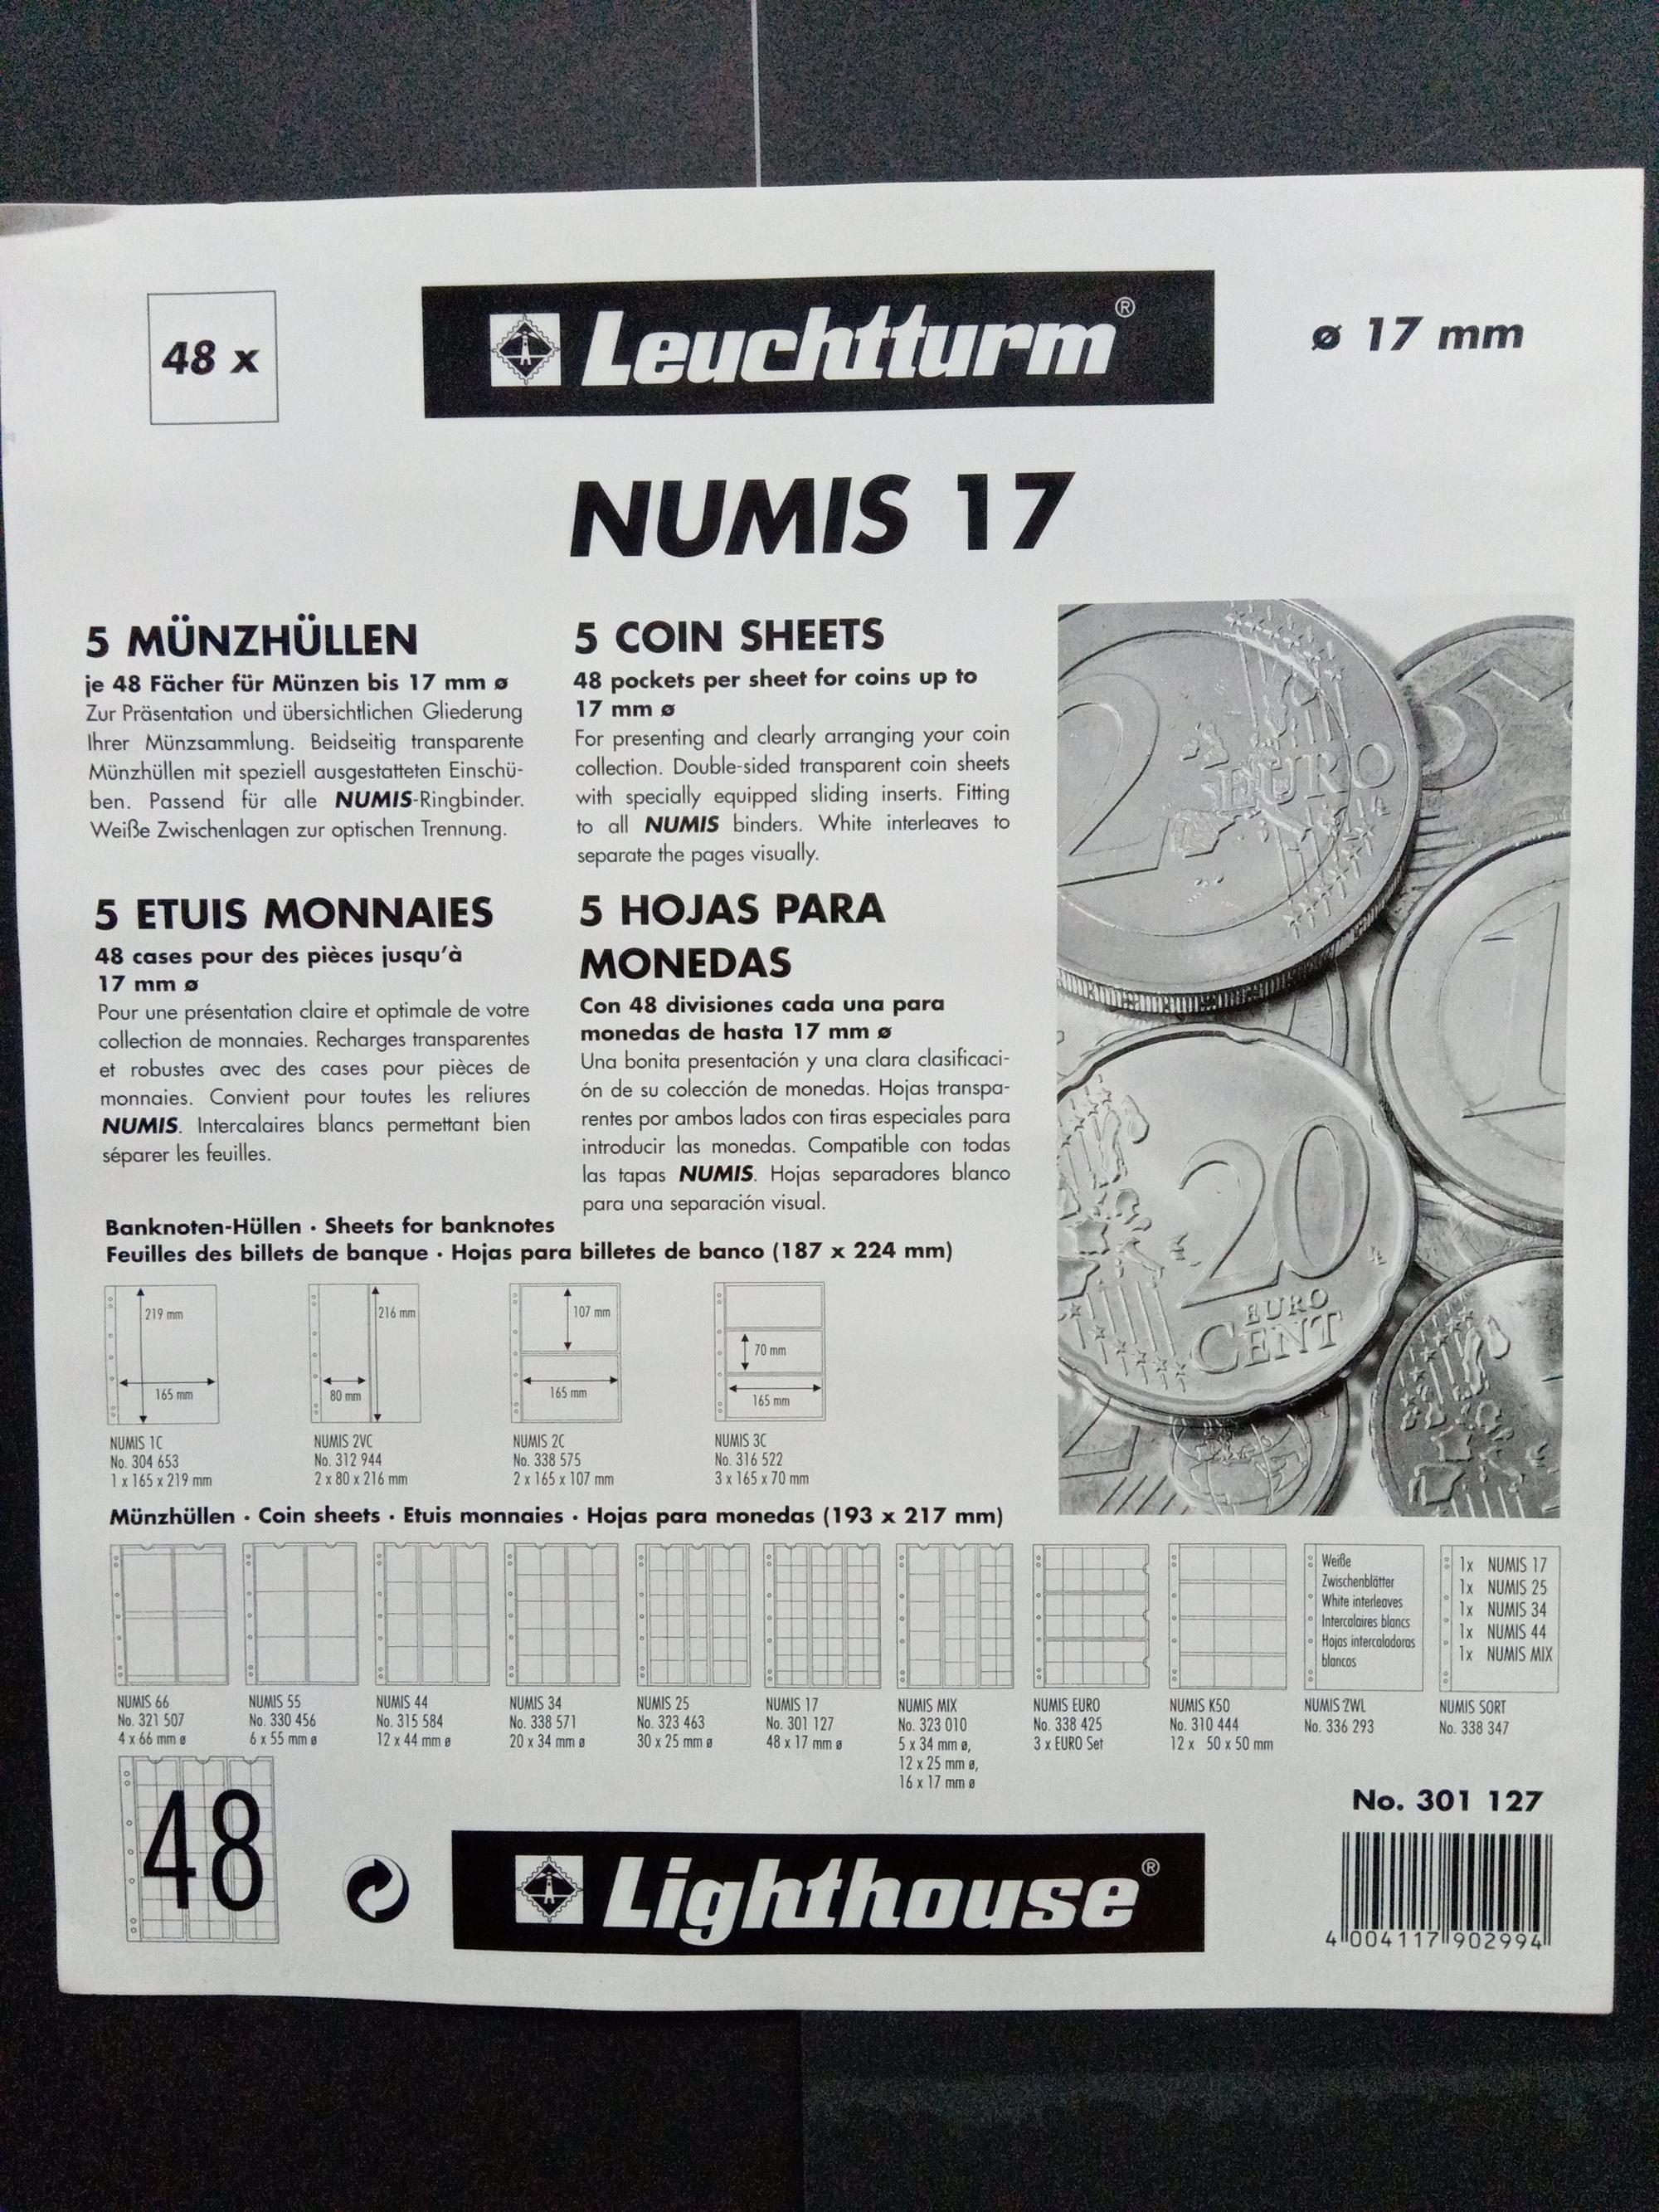 48 x
Leuchtturm®
ø 17 mm
NUMIS 17
5 MÜNZHÜLLEN
je 48 Fächer für Münzen bis 17 mm ø
Zur Präsentation und übersichtlichen Gliederung
Ihrer Münzsammlung. Beidseitig transparente
Münzhüllen mit speziell ausgestatteten Einschü-
ben. Passend für alle NUMIS-Ringbinder.
Weiße Zwischenlagen zur optischen Trennung.
5 COIN SHEETS
48 pockets per sheet for coins up to
17 mm ø
For presenting and clearly arranging your coin
collection. Double-sided transparent coin sheets
with specially equipped sliding inserts. Fitting
to all NUMIS binders. White interleaves to
separate the pages visually.
5 ETUIS MONNAIES
48 cases pour des pièces jusqu'à
17 mm ø
Pour une présentation claire et optimale de votre
collection de monnaies. Recharges transparentes
et robustes avec des cases pour pièces de
monnaies. Convient pour toutes les reliures
NUMIS. Intercalaires blancs permettant bien
séparer les feuilles.
5 HOJAS PARA
MONEDAS
Con 48 divisiones cada una para
monedas de hasta 17 mm ø
Una bonita presentación y una clara clasificaci-
ón de su colección de monedas. Hojas transpa-
rentes por ambos lados con tiras especiales para
introducir las monedas. Compatible con todas
las tapas NUMIS. Hojas separadores blanco
para una separación visual.
2 EURO
5
1
20
EURO
CENT
2
Banknoten-Hüllen · Sheets for banknotes
Feuilles des billets de banque · Hojas para billetes de banco (187 x 224 mm)
219 mm
165 mm
NUMIS 1C
No. 304 653
1 x 165 x 219 mm
216 mm
80 mm
NUMIS 2VC
No. 312 944
2 x 80 x 216 mm
107 mm
165 mm
NUMIS 2C
No. 338 575
2 x 165 x 107 mm
70 mm
165 mm
NUMIS 3C
No. 316 522
3 x 165 x 70 mm
Münzhüllen · Coin sheets · Etuis monnaies · Hojas para monedas (193 x 217 mm)
NUMIS 66
No. 321 507
4 x 66 mm ø
NUMIS 55
No. 330 456
6 x 55 mm ø
NUMIS 44
No. 315 584
12 x 44 mm ø
NUMIS 34
No. 338 571
20 x 34 mm ø
NUMIS 25
No. 323 463
30 x 25 mm ø
NUMIS 17
No. 301 127
48 x 17 mm ø
NUMIS MIX
No. 323 010
5 x 34 mm ø,
12 x 25 mm ø,
16 x 17 mm ø
NUMIS EURO
No. 338 425
3 x EURO Set
NUMIS K50
No. 310 444
12 x 50 x 50 mm
Weiße
Zwischenblätter
White interleaves
Intercalaires blancs
Hojas intercaladoras
blancos
NUMIS ZWL
No. 336 293
1x NUMIS 17
1x NUMIS 25
1x NUMIS 34
1x NUMIS 44
1x NUMIS MIX
NUMIS SORT
No. 338 347
48
Lighthouse®
No. 301 127
4 004117 902994